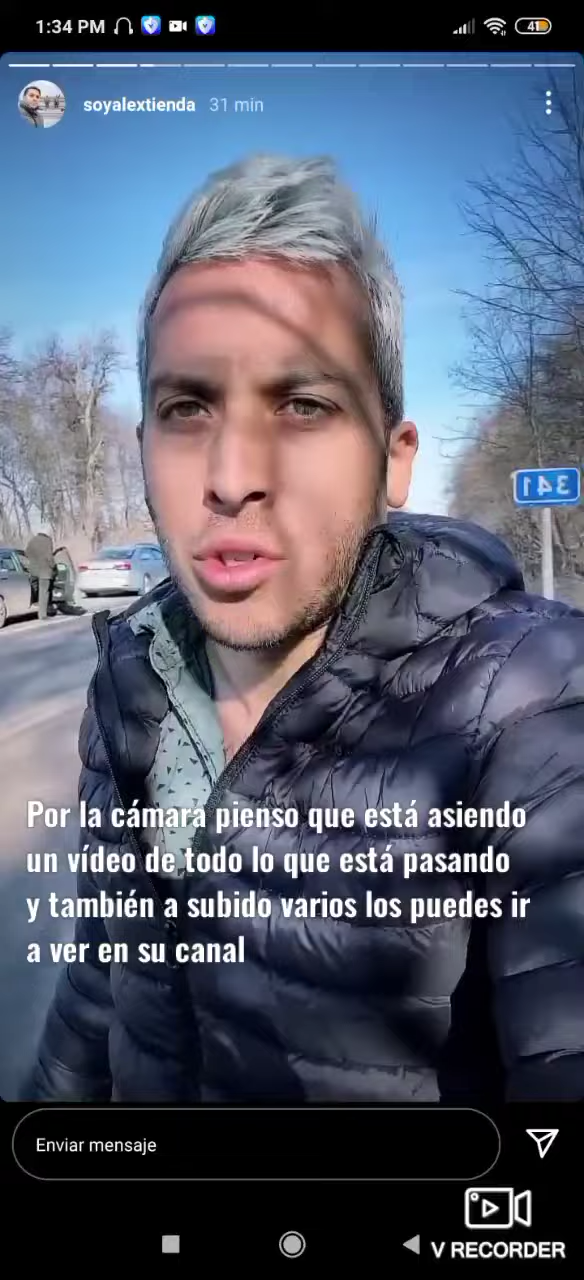 1:34 PM
41
soyalextienda 31 min
341
Por la cámara pienso que está asiendo
un vídeo de todo lo que está pasando
y también a subido varios los puedes ir
a ver en su canal
Enviar mensaje
V RECORDER